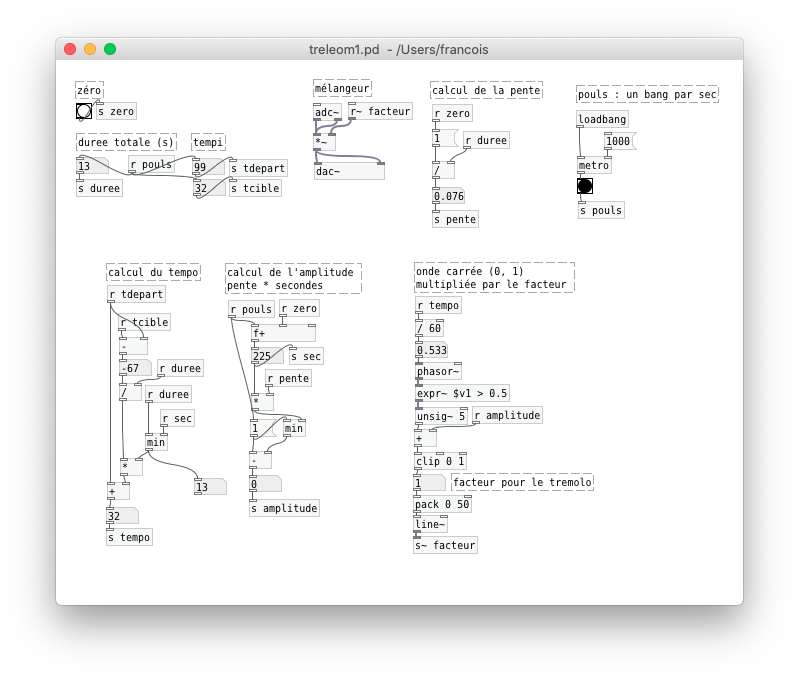 treleom1.pd - /Users/francois
zéro
s zero
duree totale (s)
tempi
13
r pouls
s duree
99
s tdepart
32
s tcible
mélangeur
adc~
r~ facteur
*~
dac~
calcul de la pente
r zero
1
r duree
/
0.076
s pente
pouls : un bang par sec
loadbang
1000
metro
s pouls
calcul du tempo
r tdepart
r tcible
-
-67
r duree
/
r duree
r sec
min
*
13
+
32
s tempo
calcul de l'amplitude
pente * secondes
r pouls
r zero
f+
225
s sec
r pente
*
1
min
-
0
s amplitude
onde carrée (0, 1)
multipliée par le facteur
r tempo
/ 60
0.533
phasor~
expr~ $v1 > 0.5
unsig~ 5
r amplitude
+
clip 0 1
1
facteur pour le tremolo
pack 0 50
line~
s~ facteur